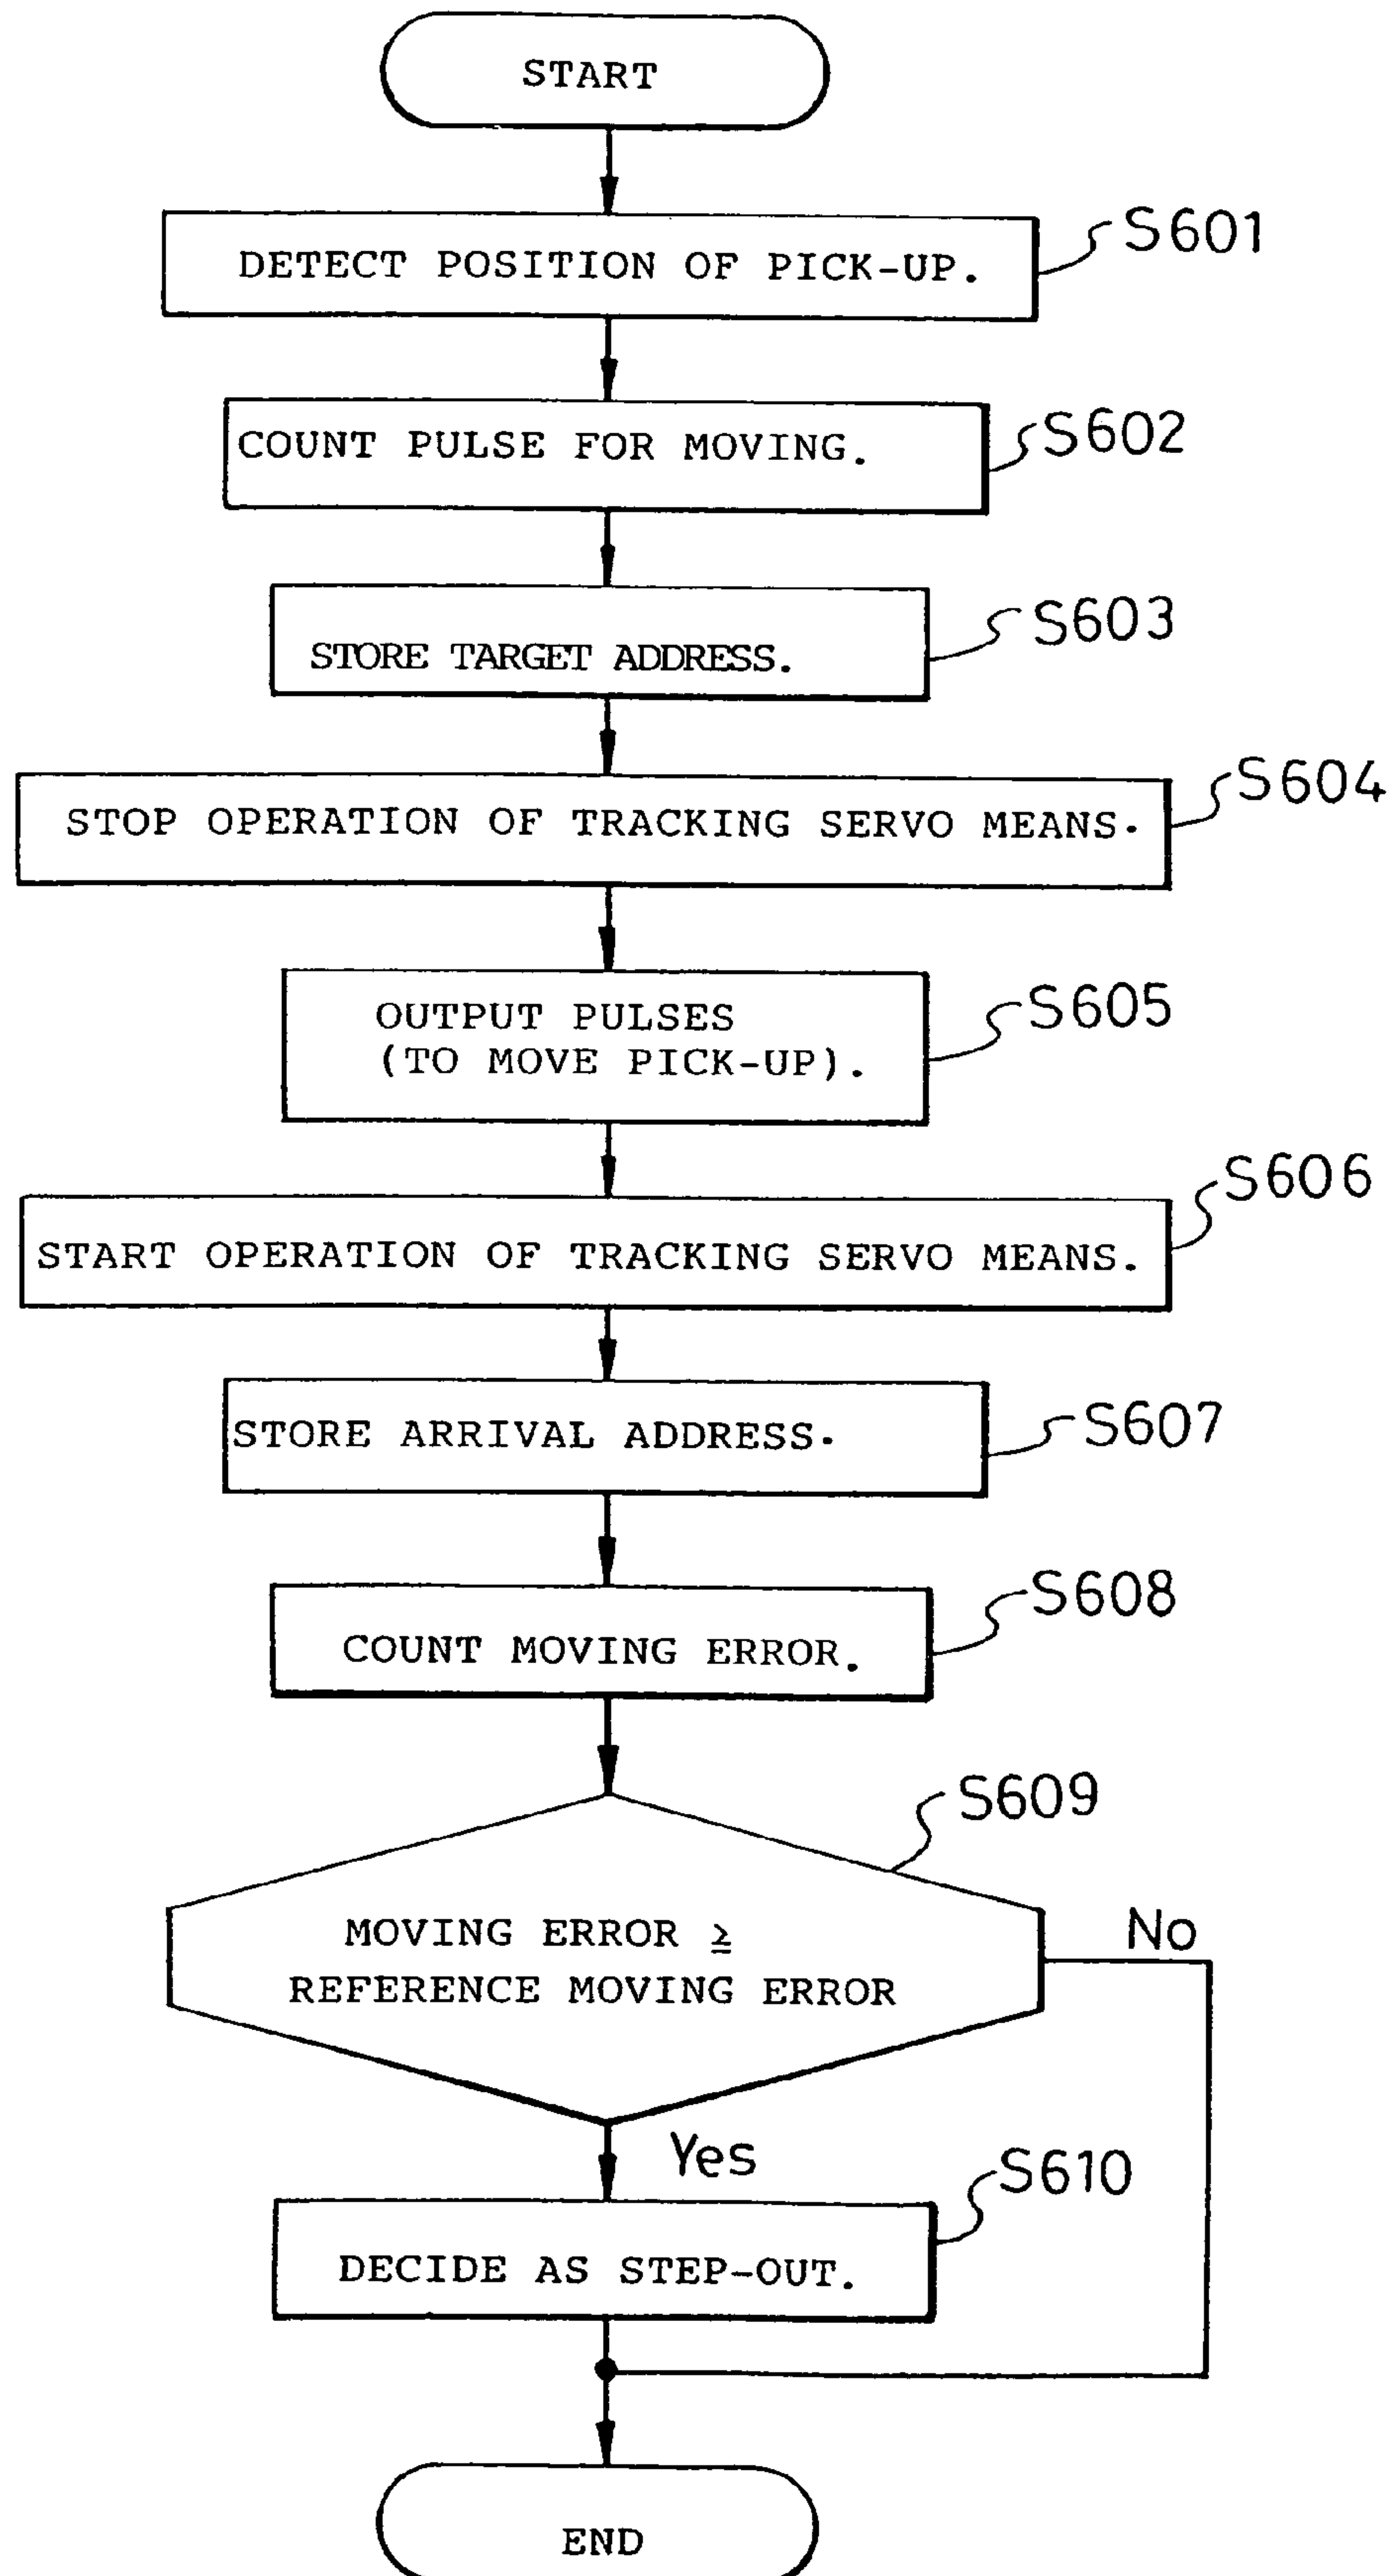 START
DETECT POSITION OF PICK-UP.
S601
COUNT PULSE FOR MOVING.
S602
STORE TARGET ADDRESS.
S603
STOP OPERATION OF TRACKING SERVO MEANS.
S604
OUTPUT PULSES
(TO MOVE PICK-UP).
S605
START OPERATION OF TRACKING SERVO MEANS.
S606
STORE ARRIVAL ADDRESS.
S607
COUNT MOVING ERROR.
S608
S609
MOVING ERROR ≧
REFERENCE MOVING ERROR
No
Yes
DECIDE AS STEP-OUT.
S610
END